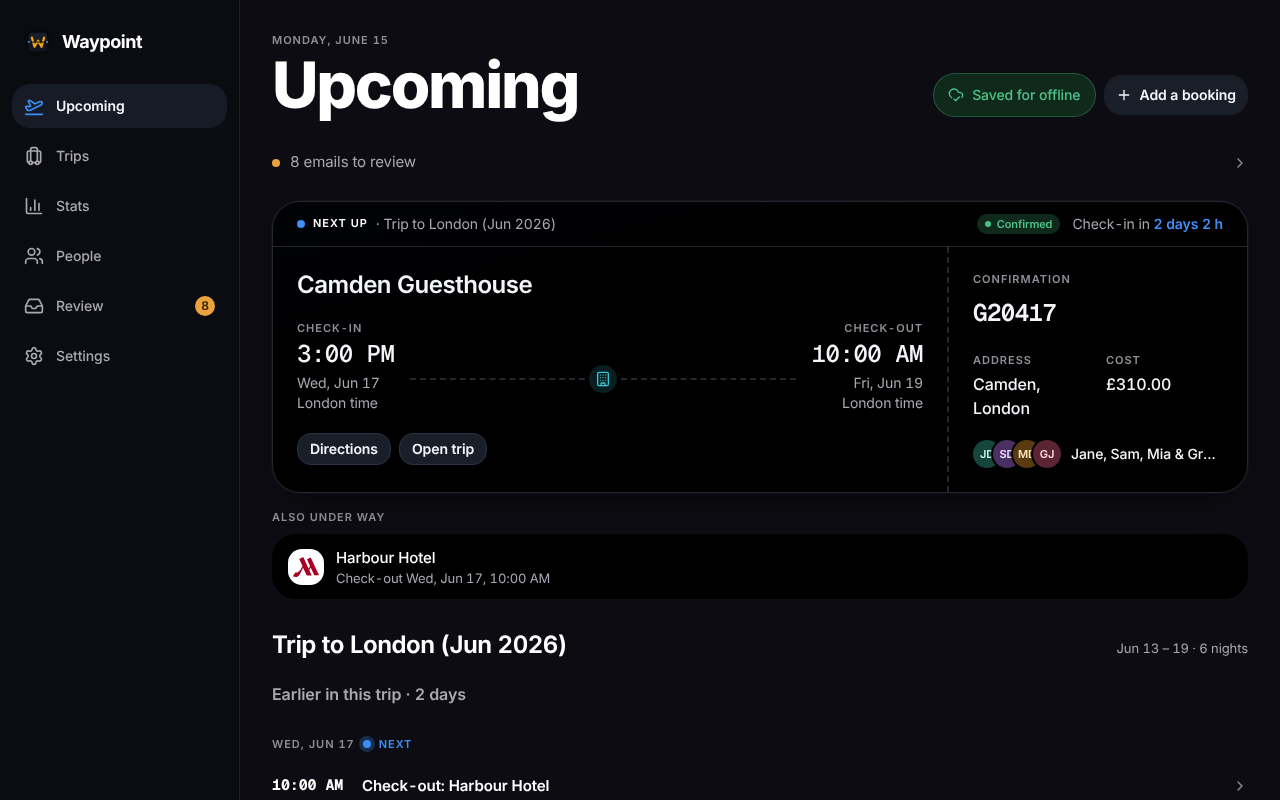 Waypoint
Upcoming
Trips
Stats
People
Review
8
Settings
MONDAY, JUNE 15
Upcoming
Saved for offline
+ Add a booking
8 emails to review
NEXT UP · Trip to London (Jun 2026)
Confirmed
Check-in in 2 days 2 h
Camden Guesthouse
CHECK-IN
3:00 PM
Wed, Jun 17
London time
CHECK-OUT
10:00 AM
Fri, Jun 19
London time
Directions
Open trip
CONFIRMATION
G20417
ADDRESS
Camden,
London
COST
£310.00
GJ
Jane, Sam, Mia & Gr...
ALSO UNDER WAY
Harbour Hotel
Check-out Wed, Jun 17, 10:00 AM
Trip to London (Jun 2026)
Jun 13 – 19 · 6 nights
Earlier in this trip · 2 days
WED, JUN 17 NEXT
10:00 AM Check-out: Harbour Hotel